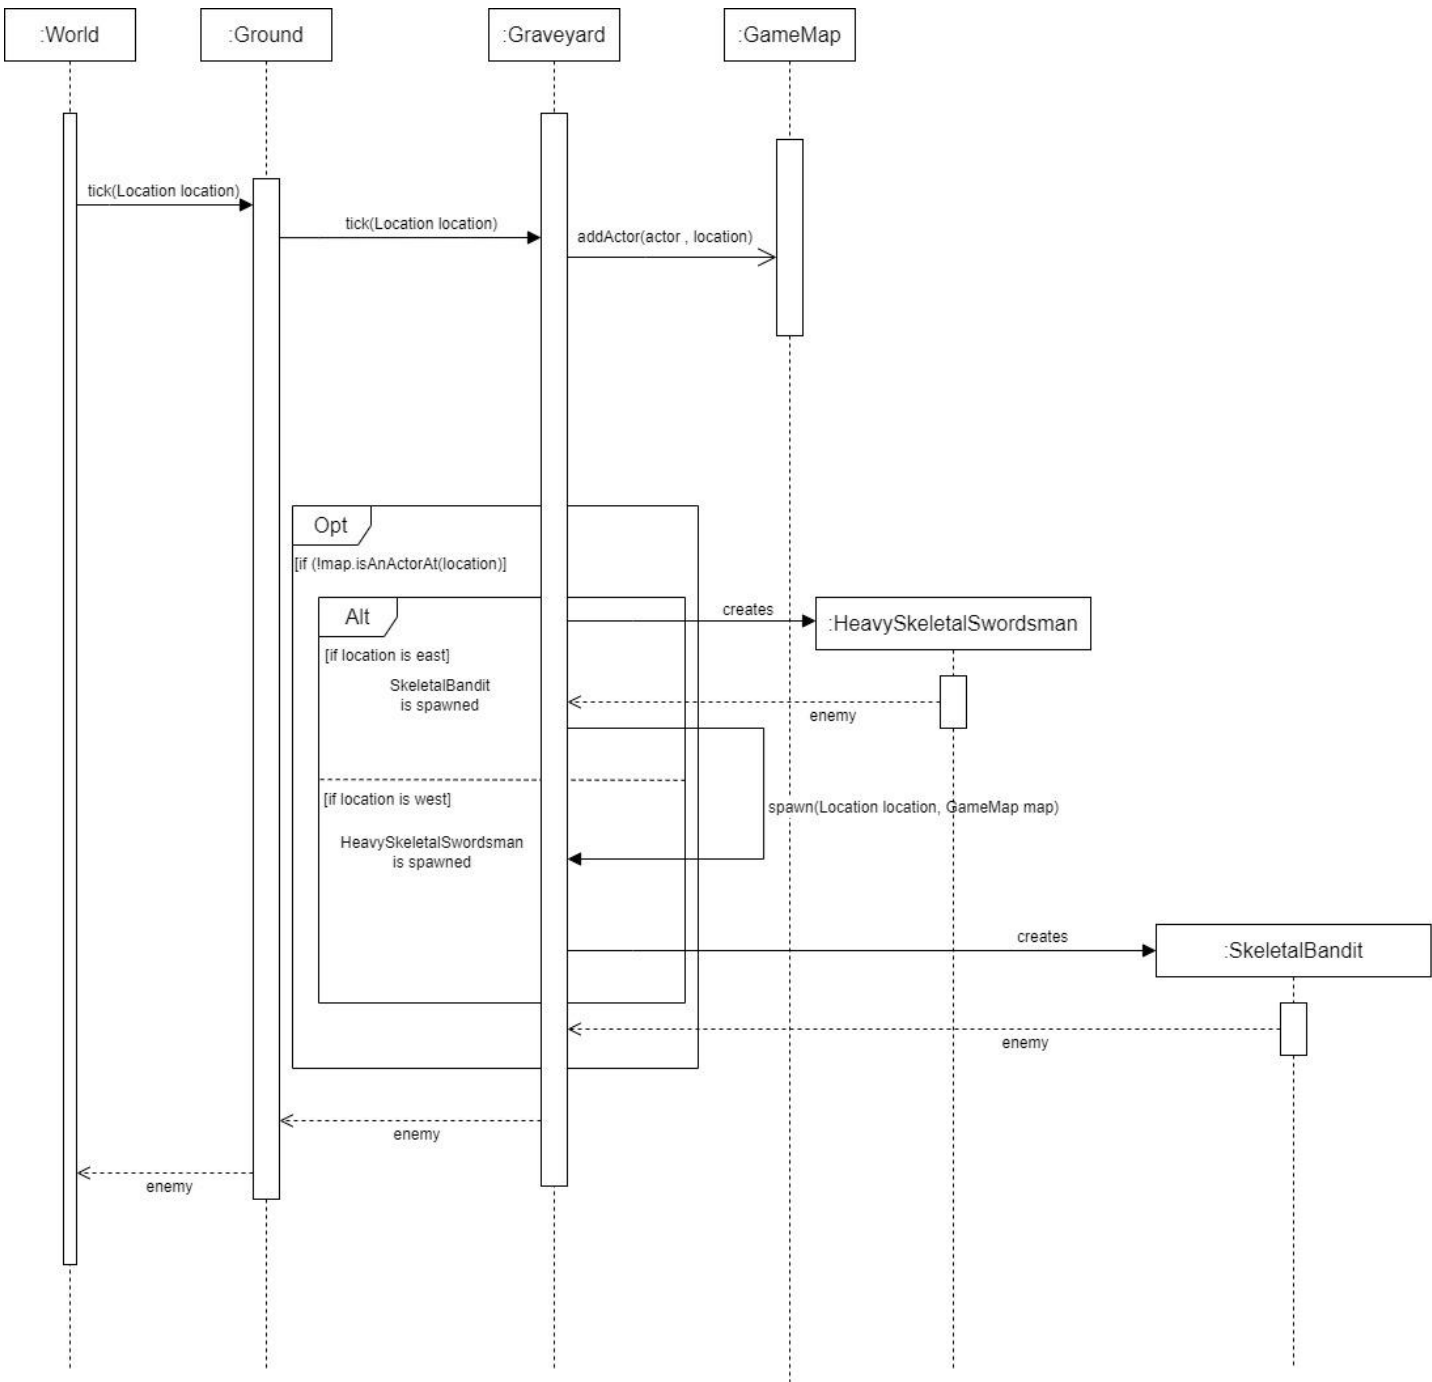 :World
:Ground
:Graveyard
:GameMap
tick(Location location)
tick(Location location)
addActor(actor , location)
Opt
[if (!map.isAnActorAt(location)]
Alt
creates
:HeavySkeletalSwordsman
[if location is east]
SkeletalBandit
is spawned
enemy
[if location is west]
spawn(Location location, GameMap map)
HeavySkeletalSwordsman
is spawned
creates
:SkeletalBandit
enemy
enemy
enemy